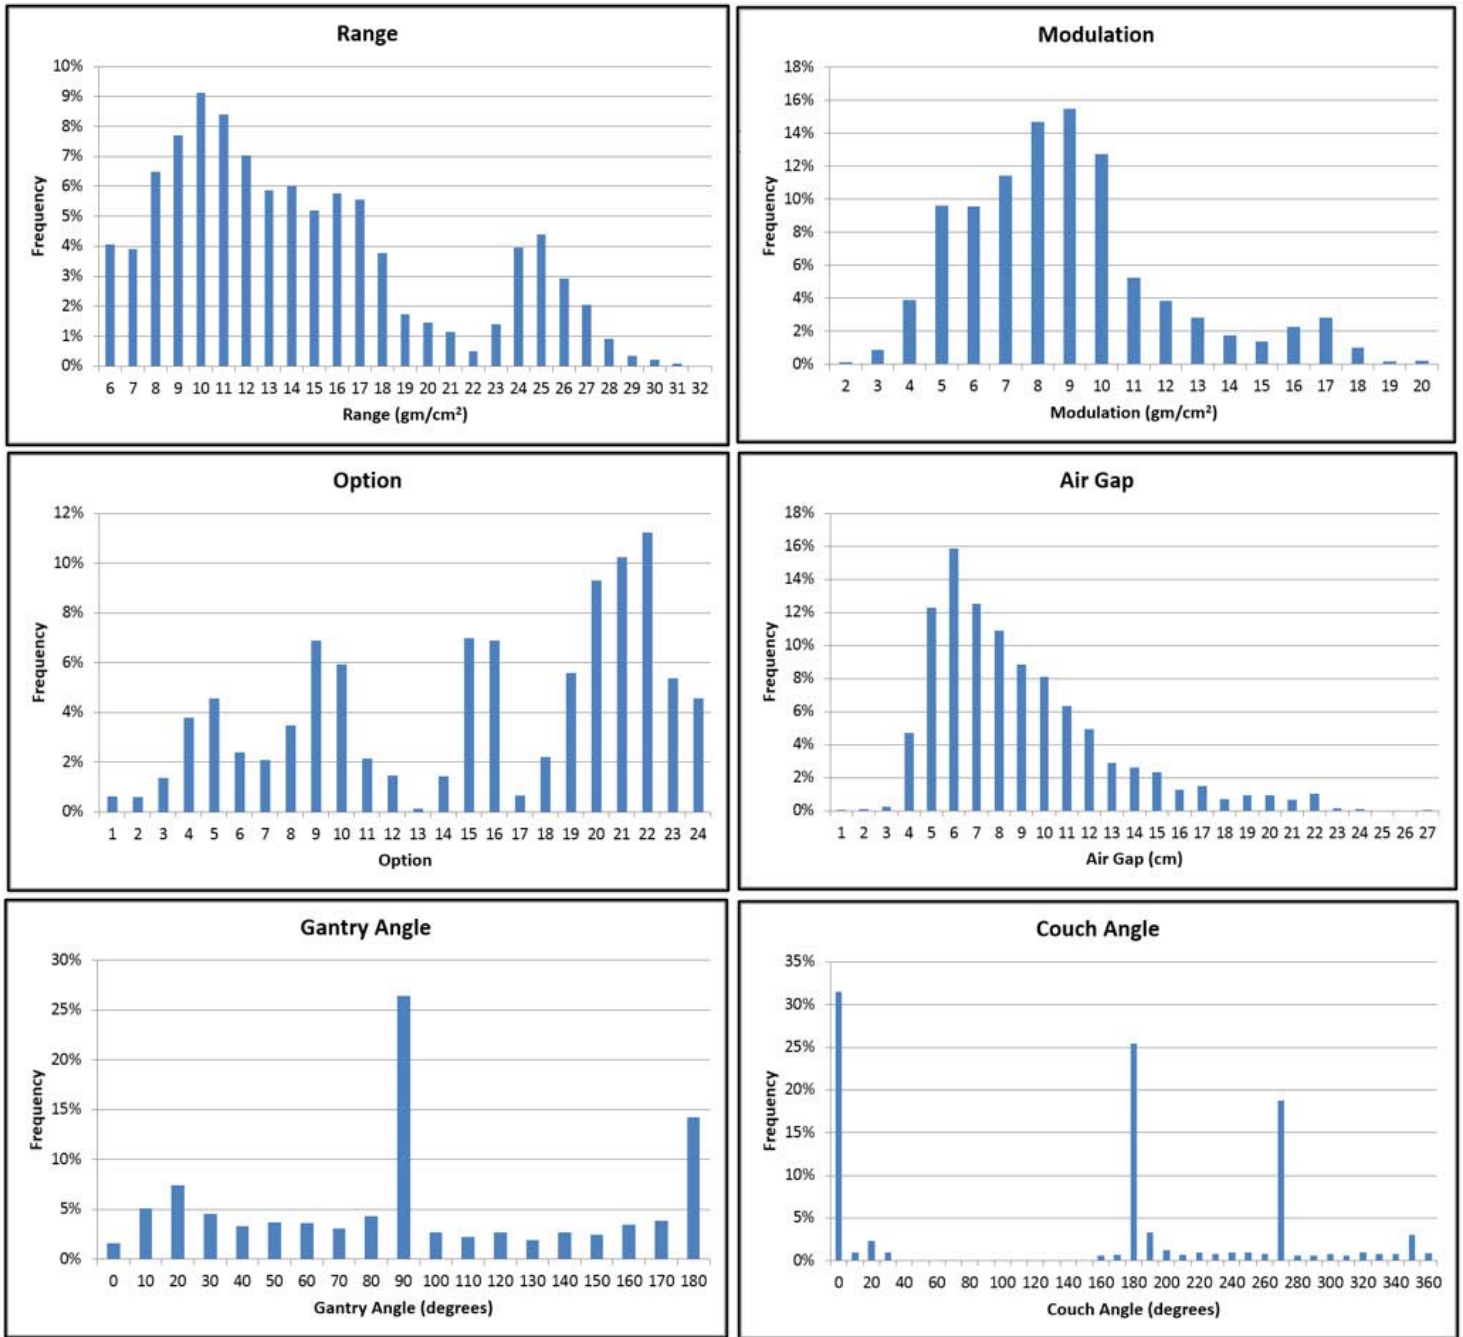 Range
10%
9%
8%
7%
6%
5%
4%
3%
2%
1%
0%
Frequency
6 7 8 9 10 11 12 13 14 15 16 17 18 19 20 21 22 23 24 25 26 27 28 29 30 31 32
Range (gm/cm²)
Modulation
18%
16%
14%
12%
10%
8%
6%
4%
2%
0%
Frequency
2 3 4 5 6 7 8 9 10 11 12 13 14 15 16 17 18 19 20
Modulation (gm/cm²)
Option
12%
10%
8%
6%
4%
2%
0%
Frequency
1 2 3 4 5 6 7 8 9 10 11 12 13 14 15 16 17 18 19 20 21 22 23 24
Option
Air Gap
18%
16%
14%
12%
10%
8%
6%
4%
2%
0%
Frequency
1 2 3 4 5 6 7 8 9 10 11 12 13 14 15 16 17 18 19 20 21 22 23 24 25 26 27
Air Gap (cm)
Gantry Angle
30%
25%
20%
15%
10%
5%
0%
Frequency
0 10 20 30 40 50 60 70 80 90 100 110 120 130 140 150 160 170 180
Gantry Angle (degrees)
Couch Angle
35%
30%
25%
20%
15%
10%
5%
0%
Frequency
0 20 40 60 80 100 120 140 160 180 200 220 240 260 280 300 320 340 360
Couch Angle (degrees)